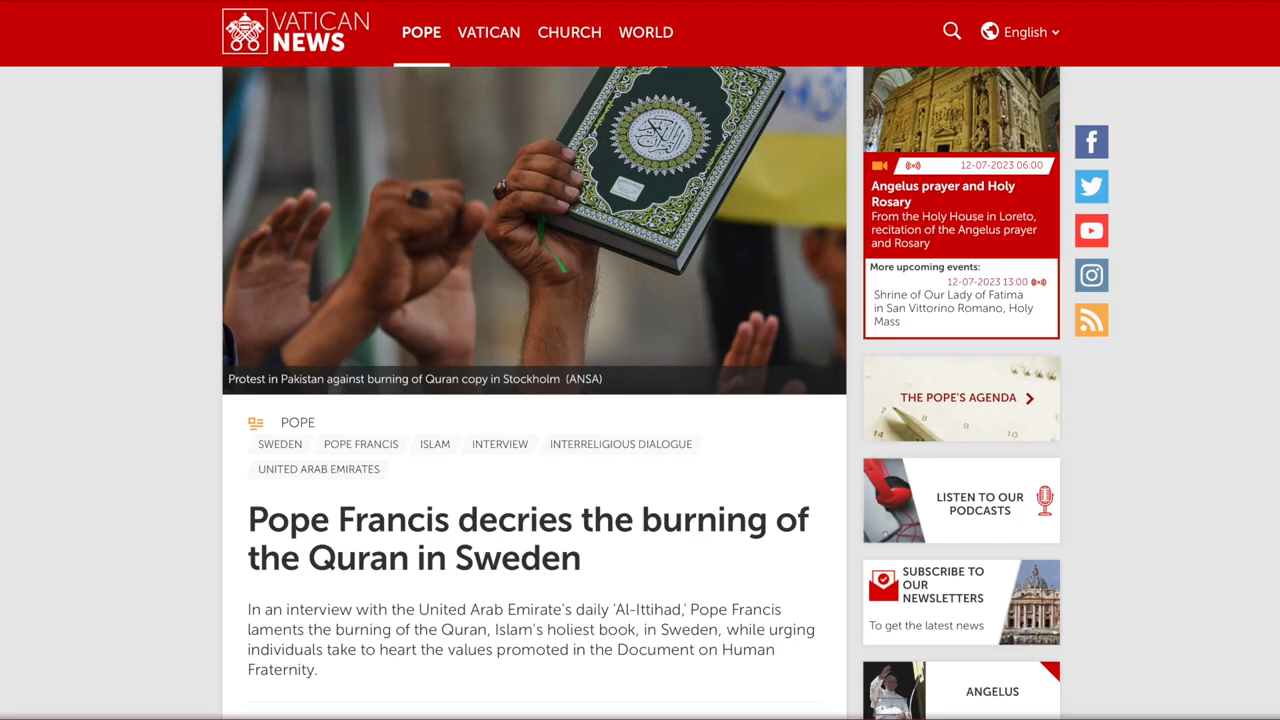 VATICAN
NEWS
POPE
VATICAN
CHURCH
WORLD
English
Protest in Pakistan against burning of Quran copy in Stockholm (ANSA)
POPE
SWEDEN
POPE FRANCIS
ISLAM
INTERVIEW
INTERRELIGIOUS DIALOGUE
UNITED ARAB EMIRATES
Pope Francis decries the burning of
the Quran in Sweden
In an interview with the United Arab Emirate's daily 'Al-Ittihad,' Pope Francis
laments the burning of the Quran, Islam's holiest book, in Sweden, while urging
individuals take to heart the values promoted in the Document on Human
Fraternity.
12-07-2023 06:00
Angelus prayer and Holy
Rosary
From the Holy House in Loreto,
recitation of the Angelus prayer
and Rosary
More upcoming events:
12-07-2023 13:00
Shrine of Our Lady of Fatima
in San Vittorino Romano, Holy
Mass
THE POPE'S AGENDA
7
8
9
14
9
10
LISTEN TO OUR
PODCASTS
SUBSCRIBE TO
OUR
NEWSLETTERS
To get the latest news
ANGELUS